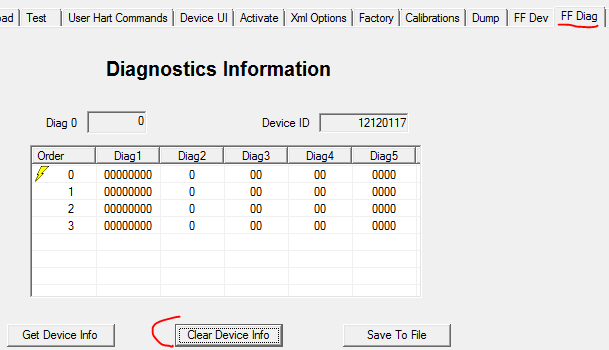 oad Test User Hart Commands Device UI Activate Xml Options Factory Calibrations Dump FF Dev FF Diag
Diagnostics Information
Diag 0 0 Device ID 12120117
Order Diag1 Diag2 Diag3 Diag4 Diag5
0 00000000 0 00 00 0000
1 00000000 0 00 00 0000
2 00000000 0 00 00 0000
3 00000000 0 00 00 0000
Get Device Info Clear Device Info Save To File